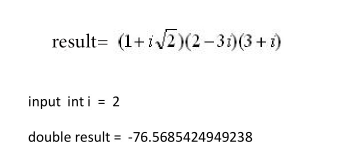 result= (1+i√2)(2−3i)(3+i)
input int i = 2
double result = -76.5685424949238